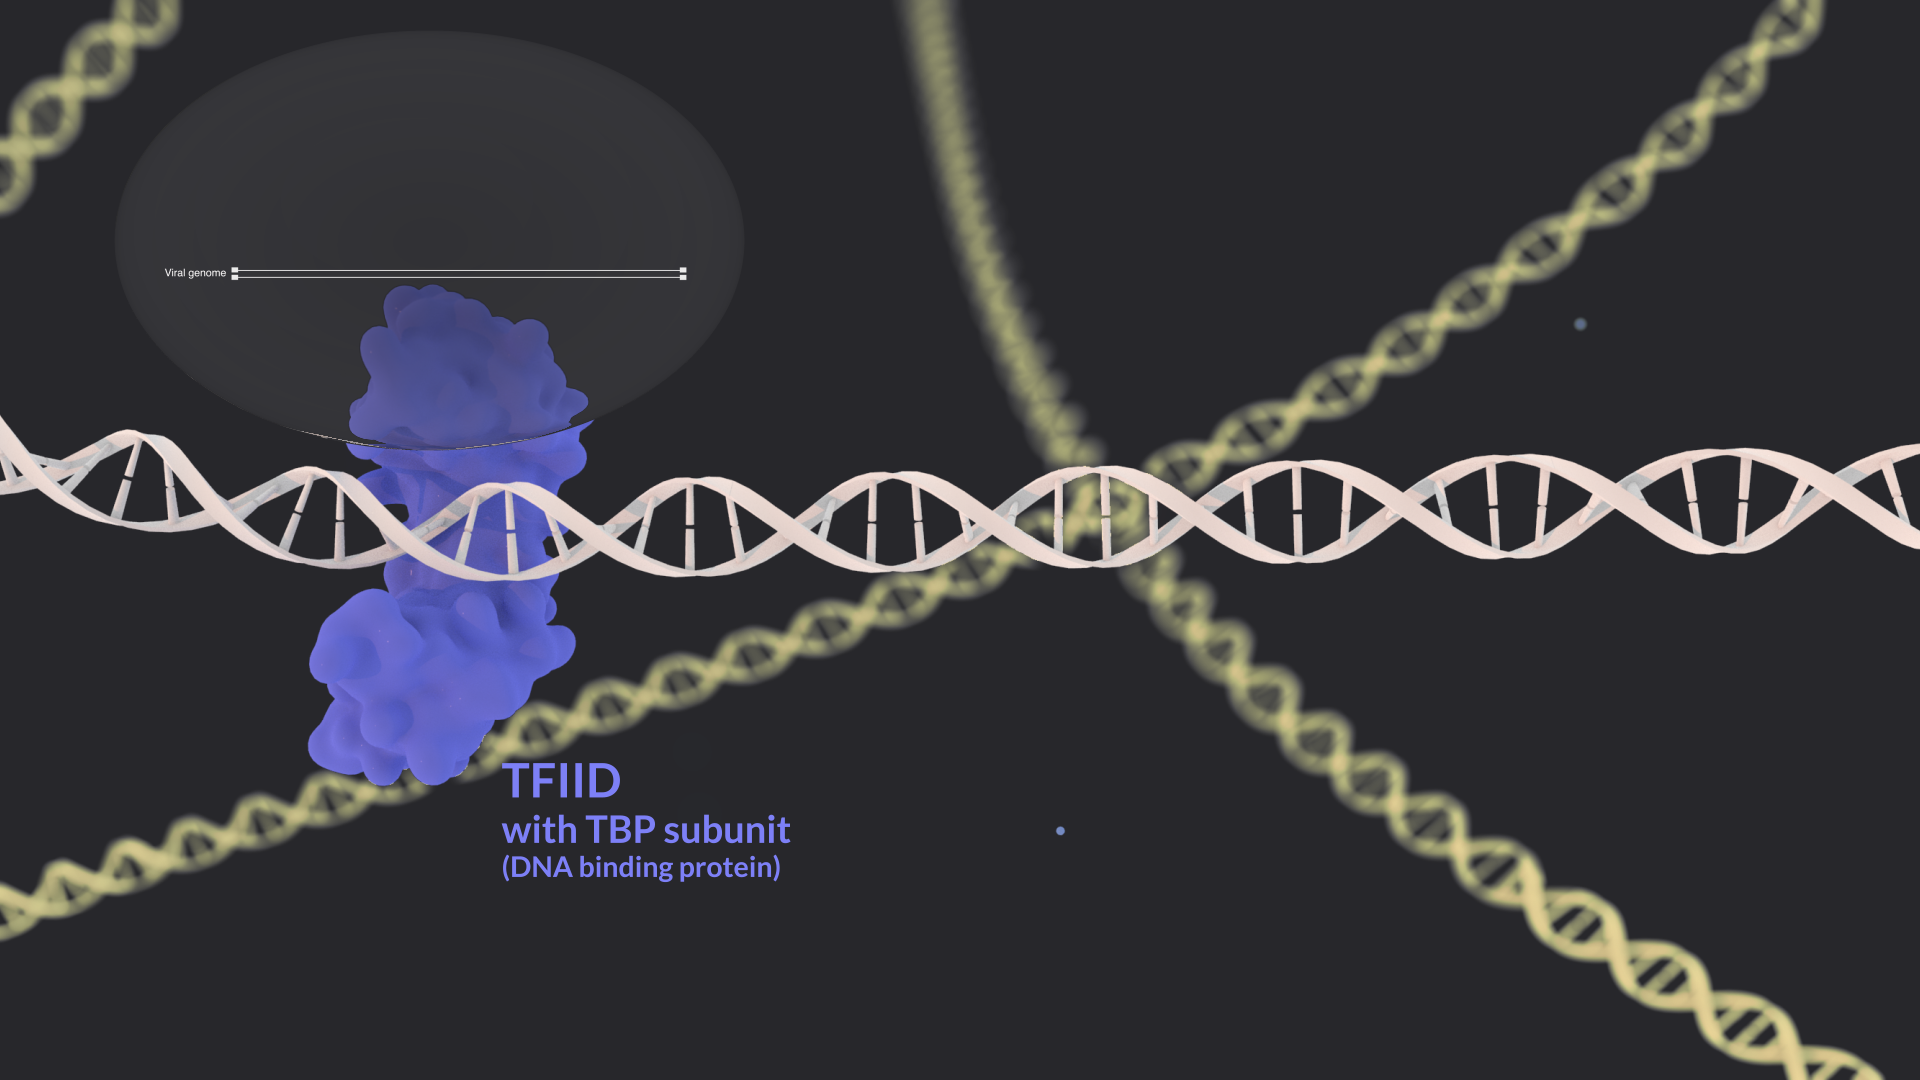 Viral genome
TFIID
with TBP subunit
(DNA binding protein)